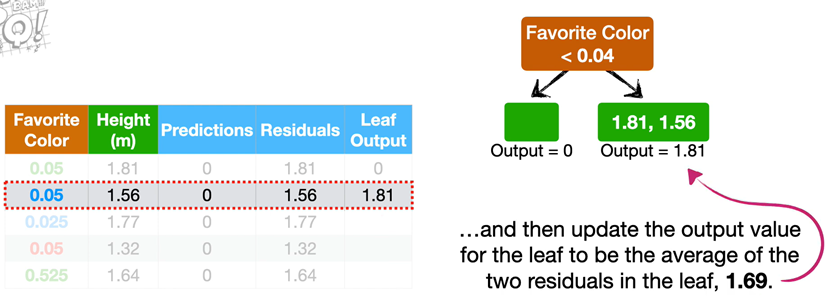 BAM!!
Q!
Favorite Color
< 0.04
1.81, 1.56
Output = 0
Output = 1.81
Favorite Color
Height (m)
Predictions
Residuals
Leaf Output
0.05 1.81 0 1.81 0
0.05 1.56 0 1.56 1.81
0.025 1.77 0 1.77
0.05 1.32 0 1.32
0.525 1.64 0 1.64
…and then update the output value
for the leaf to be the average of the
two residuals in the leaf, 1.69.